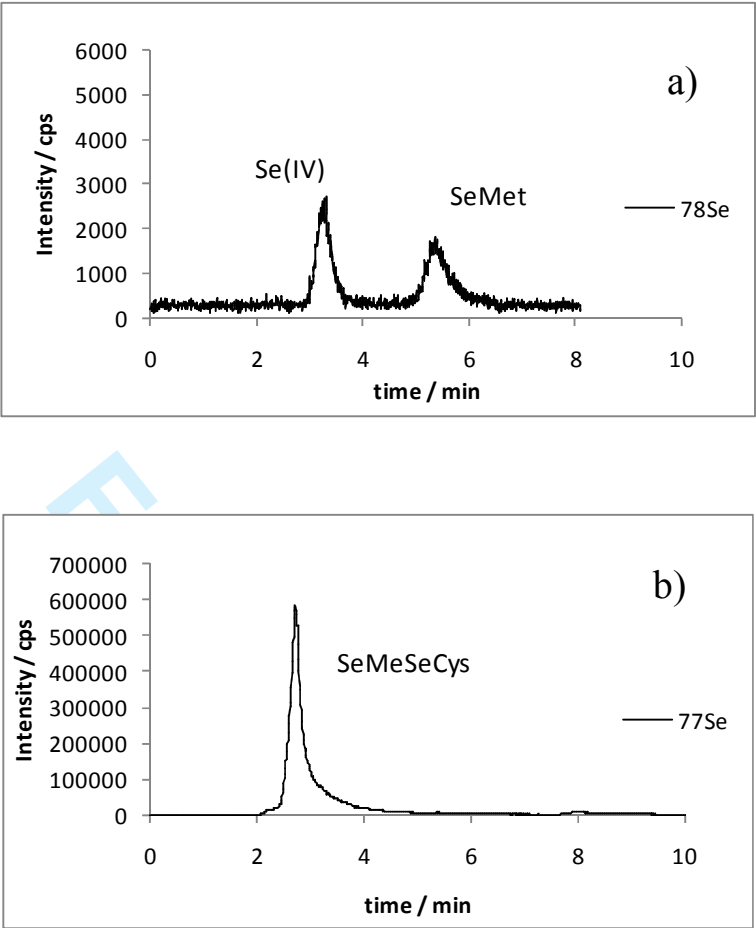 a)
6000
5000
4000
3000
2000
1000
0
Intensity / cps
Se(IV)
SeMet
78Se
0 2 4 6 8 10
time / min
E
b)
700000
600000
500000
400000
300000
200000
100000
0
Intensity / cps
SeMeSeCys
77Se
0 2 4 6 8 10
time / min